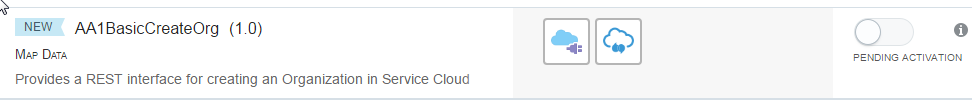 NEW AA1BasicCreateOrg (1.0)
MAP DATA
PENDING ACTIVATION
Provides a REST interface for creating an Organization in Service Cloud